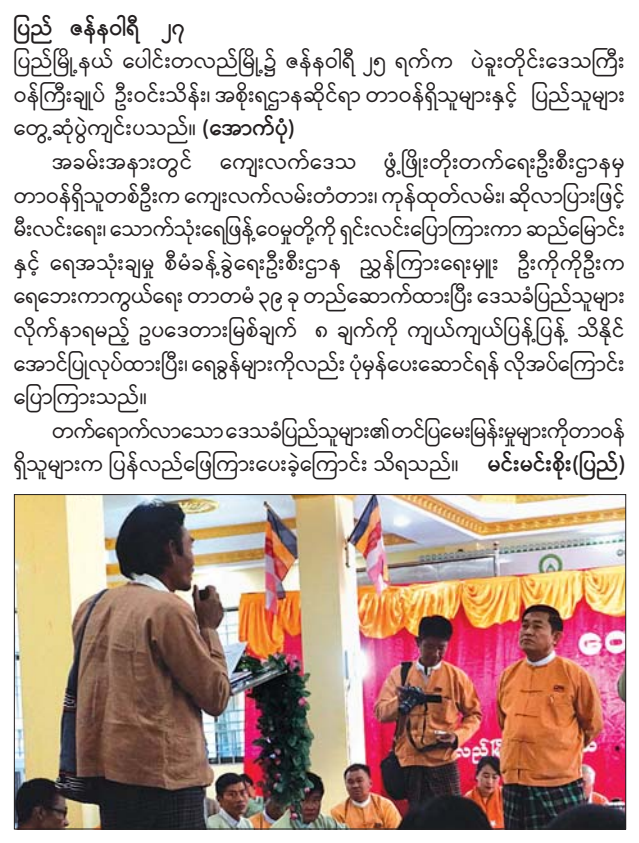 ပြည် ဇန်နဝါရီ ၂၇
ပြည်မြို့နယ် ပေါင်းတလည်မြို့၌ ဇန်နဝါရီ ၂၅ ရက်က ပဲခူးတိုင်းဒေသကြီး
ဝန်ကြီးချုပ် ဦးဝင်းသိန်း၊ အစိုးရဌာနဆိုင်ရာ တာဝန်ရှိသူများနှင့် ပြည်သူများ
တွေ့ဆုံပွဲကျင်းပသည်။ (အောက်ပုံ)
အခမ်းအနားတွင် ကျေးလက်ဒေသ ဖွံ့ဖြိုးတိုးတက်ရေးဦးစီးဌာနမှ
တာဝန်ရှိသူတစ်ဦးက ကျေးလက်လမ်းတံတား၊ ကုန်ထုတ်လမ်း၊ ဆိုလာပြားဖြင့်
မီးလင်းရေး၊ သောက်သုံးရေဖြန့်ဝေမှုတို့ကို ရှင်းလင်းပြောကြားကာ ဆည်မြောင်း
နှင့် ရေအသုံးချမှု စီမံခန့်ခွဲရေးဦးစီးဌာန ညွှန်ကြားရေးမှူး ဦးကိုကိုဦးက
ရေဘေးကာကွယ်ရေး တာတမံ ၃၉ ခု တည်ဆောက်ထားပြီး ဒေသခံပြည်သူများ
လိုက်နာရမည့် ဥပဒေတားမြစ်ချက် ၈ ချက်ကို ကျယ်ကျယ်ပြန့်ပြန့် သိနိုင်
အောင်ပြုလုပ်ထားပြီး၊ ရေခွန်များကိုလည်း ပုံမှန်ပေးဆောင်ရန် လိုအပ်ကြောင်း
ပြောကြားသည်။
တက်ရောက်လာသော ဒေသခံပြည်သူများ၏ တင်ပြမေးမြန်းမှုများကို တာဝန်
ရှိသူများက ပြန်လည်ဖြေကြားပေးခဲ့ကြောင်း သိရသည်။ မင်းမင်းစိုး(ပြည်)